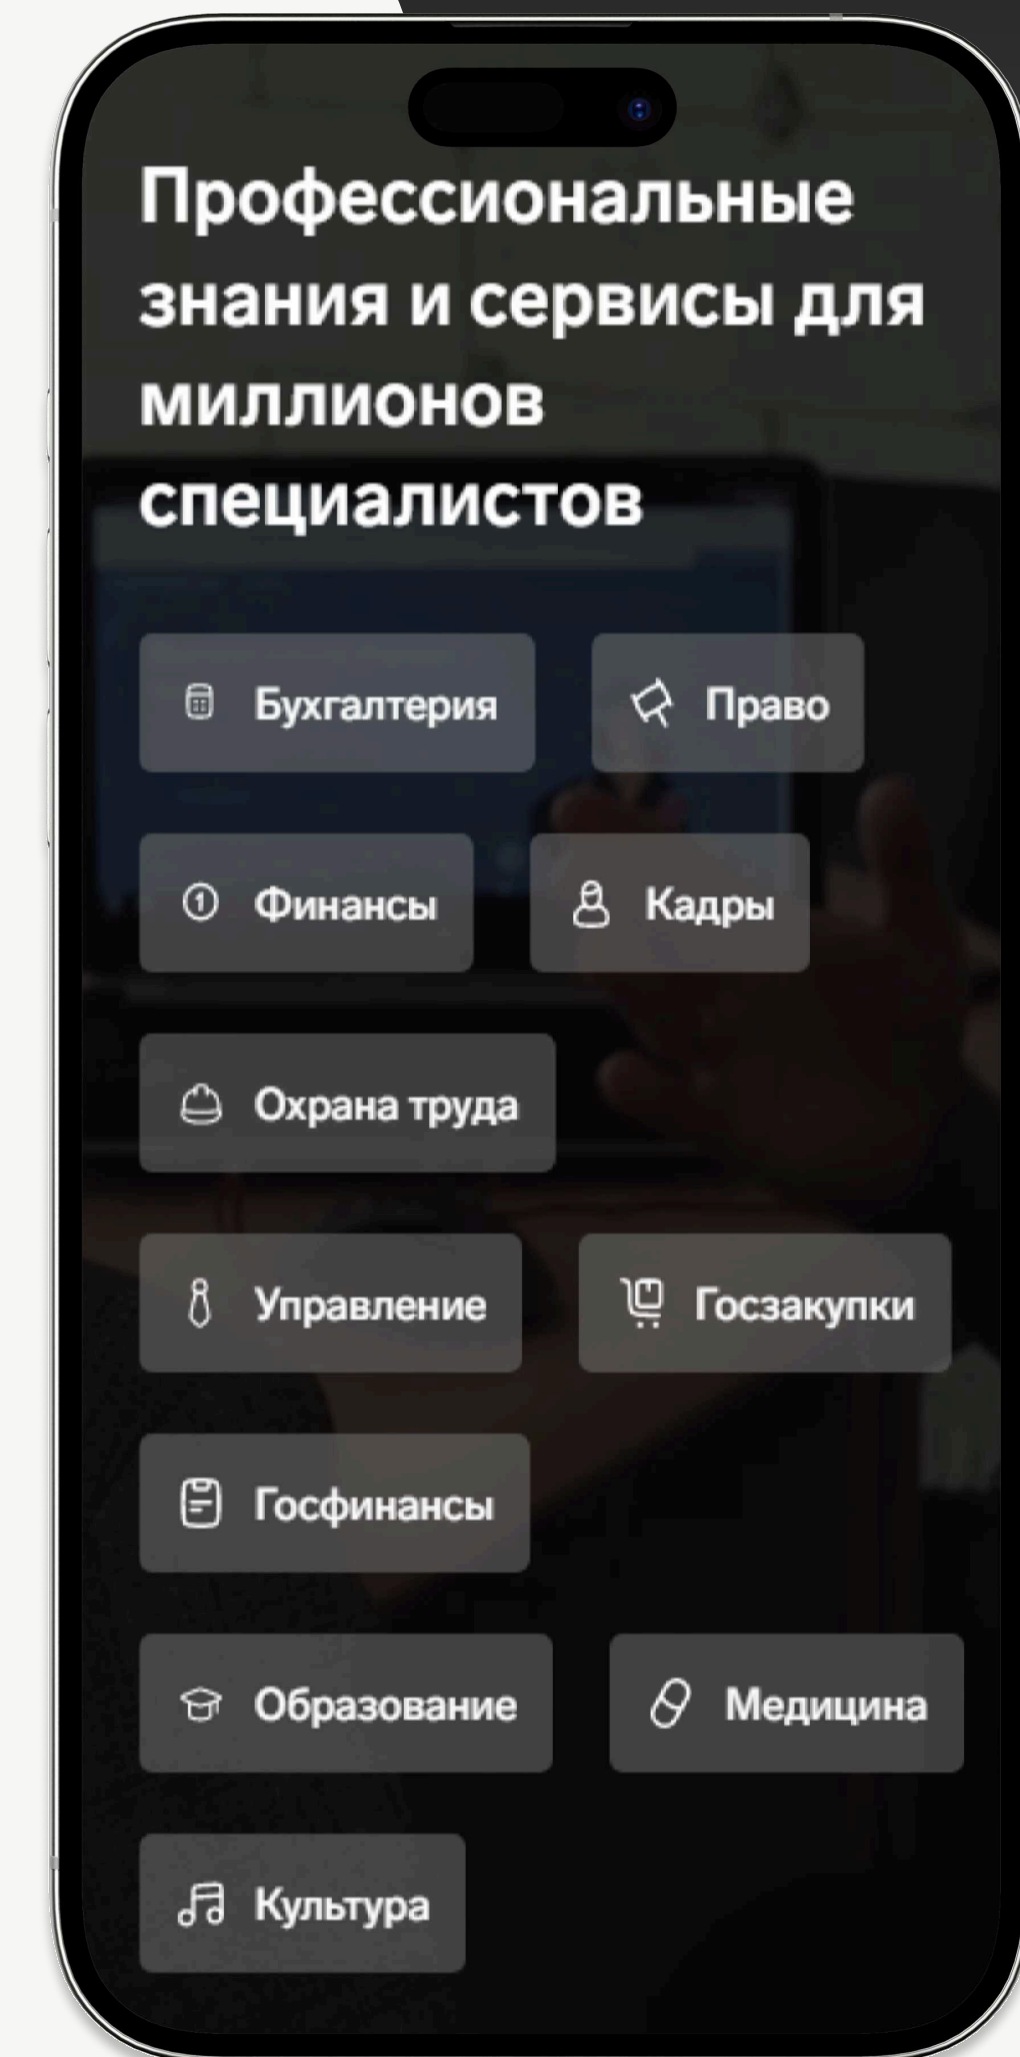 Профессиональные
знания и сервисы для
миллионов
специалистов
Бухгалтерия
Право
Финансы
Кадры
Охрана труда
Управление
Госзакупки
Госфинансы
Образование
Медицина
Культура